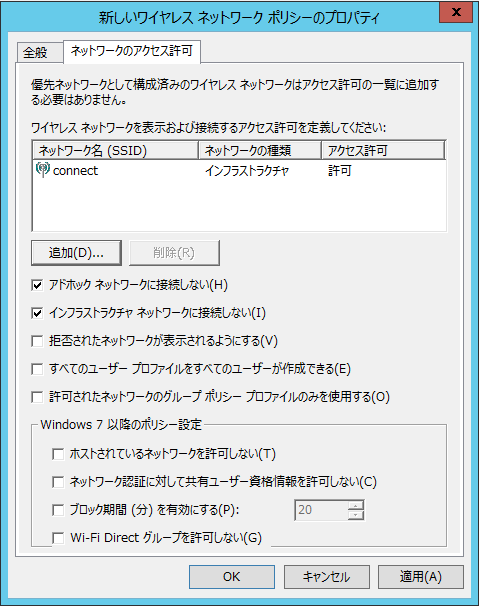 新しいワイヤレス ネットワーク ポリシーのプロパティ
x
全般
ネットワークのアクセス許可
優先ネットワークとして構成済みのワイヤレス ネットワークはアクセス許可の一覧に追加す
る必要はありません。
ワイヤレス ネットワークを表示および接続するアクセス許可を定義してください:
ネットワーク名 (SSID) ネットワークの種類 アクセス許可
connect インフラストラクチャ 許可
追加(D)... 削除(R)
アドホック ネットワークに接続しない(H)
インフラストラクチャ ネットワークに接続しない(I)
拒否されたネットワークが表示されるようにする(V)
すべてのユーザー プロファイルをすべてのユーザーが作成できる(E)
許可されたネットワークのグループ ポリシー プロファイルのみを使用する(O)
Windows 7 以降のポリシー設定
ホストされているネットワークを許可しない(T)
ネットワーク認証に対して共有ユーザー資格情報を許可しない(C)
ブロック期間 (分) を有効にする(P): 20
Wi-Fi Direct グループを許可しない(G)
OK キャンセル 適用(A)